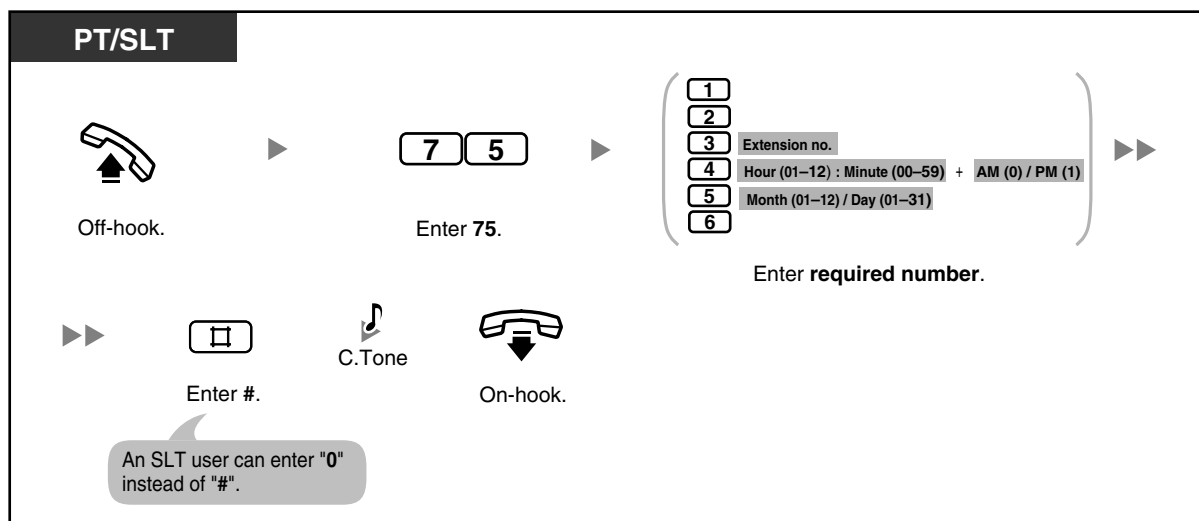 PT/SLT
Off-hook.
7 5
Enter 75.
1
2
3 Extension no.
4 Hour (01–12) : Minute (00–59) + AM (0) / PM (1)
5 Month (01–12) / Day (01–31)
6
Enter required number.
#
Enter #.
C.Tone
On-hook.
An SLT user can enter "0"
instead of "#".